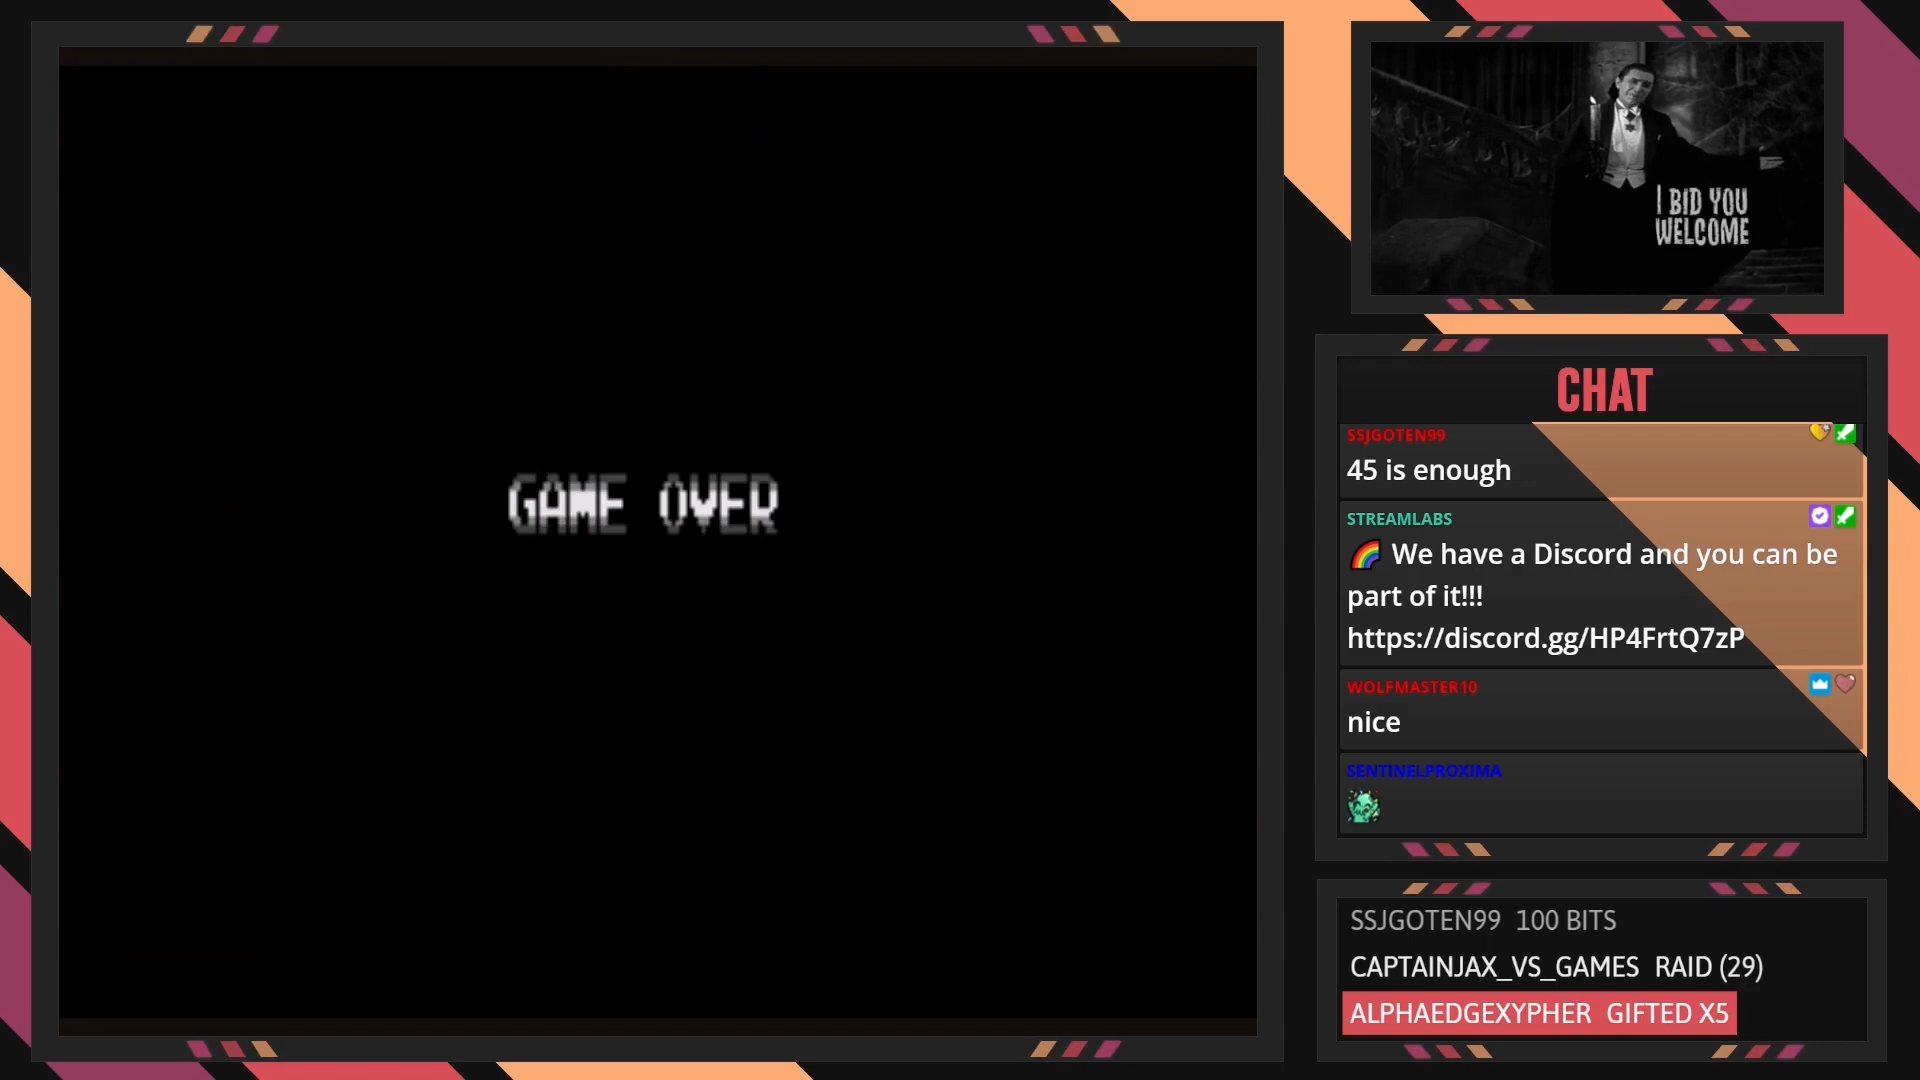 GAME OVER
I BID YOU
WELCOME
CHAT
SSJGOTEN99
45 is enough
STREAMLABS
🌈 We have a Discord and you can be
part of it!!!
https://discord.gg/HP4FrtQ7zP
WOLFMASTER10
nice
SENTINELPROXIMA
SSJGOTEN99 100 BITS
CAPTAINJAX_VS_GAMES RAID (29)
ALPHAEDGEXYPHER GIFTED X5